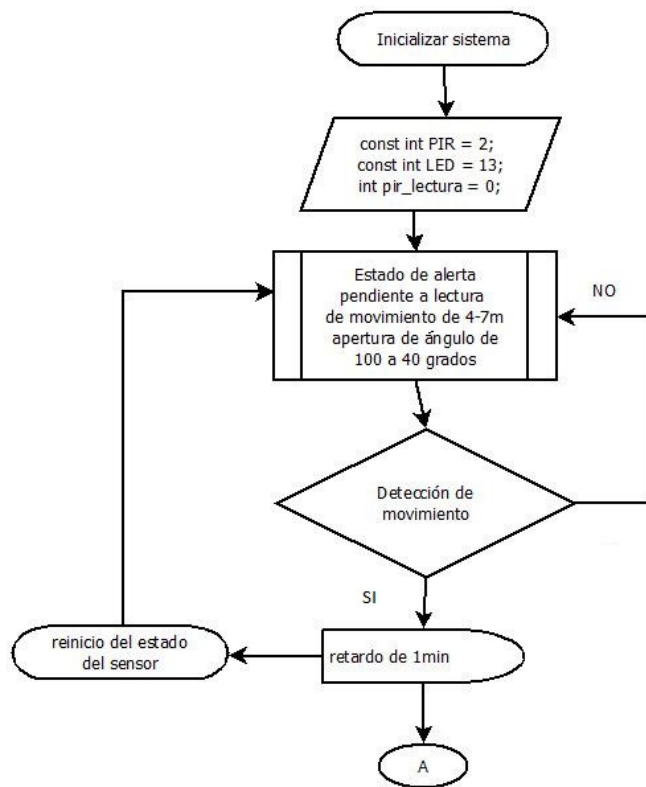 Inicializar sistema
const int PIR = 2;
const int LED = 13;
int pir_lectura = 0;
Estado de alerta
pendiente a lectura
de movimiento de 4-7m
apertura de ángulo de
100 a 40 grados
NO
Detección de
movimiento
SI
reinicio del estado
del sensor
retardo de 1min
A